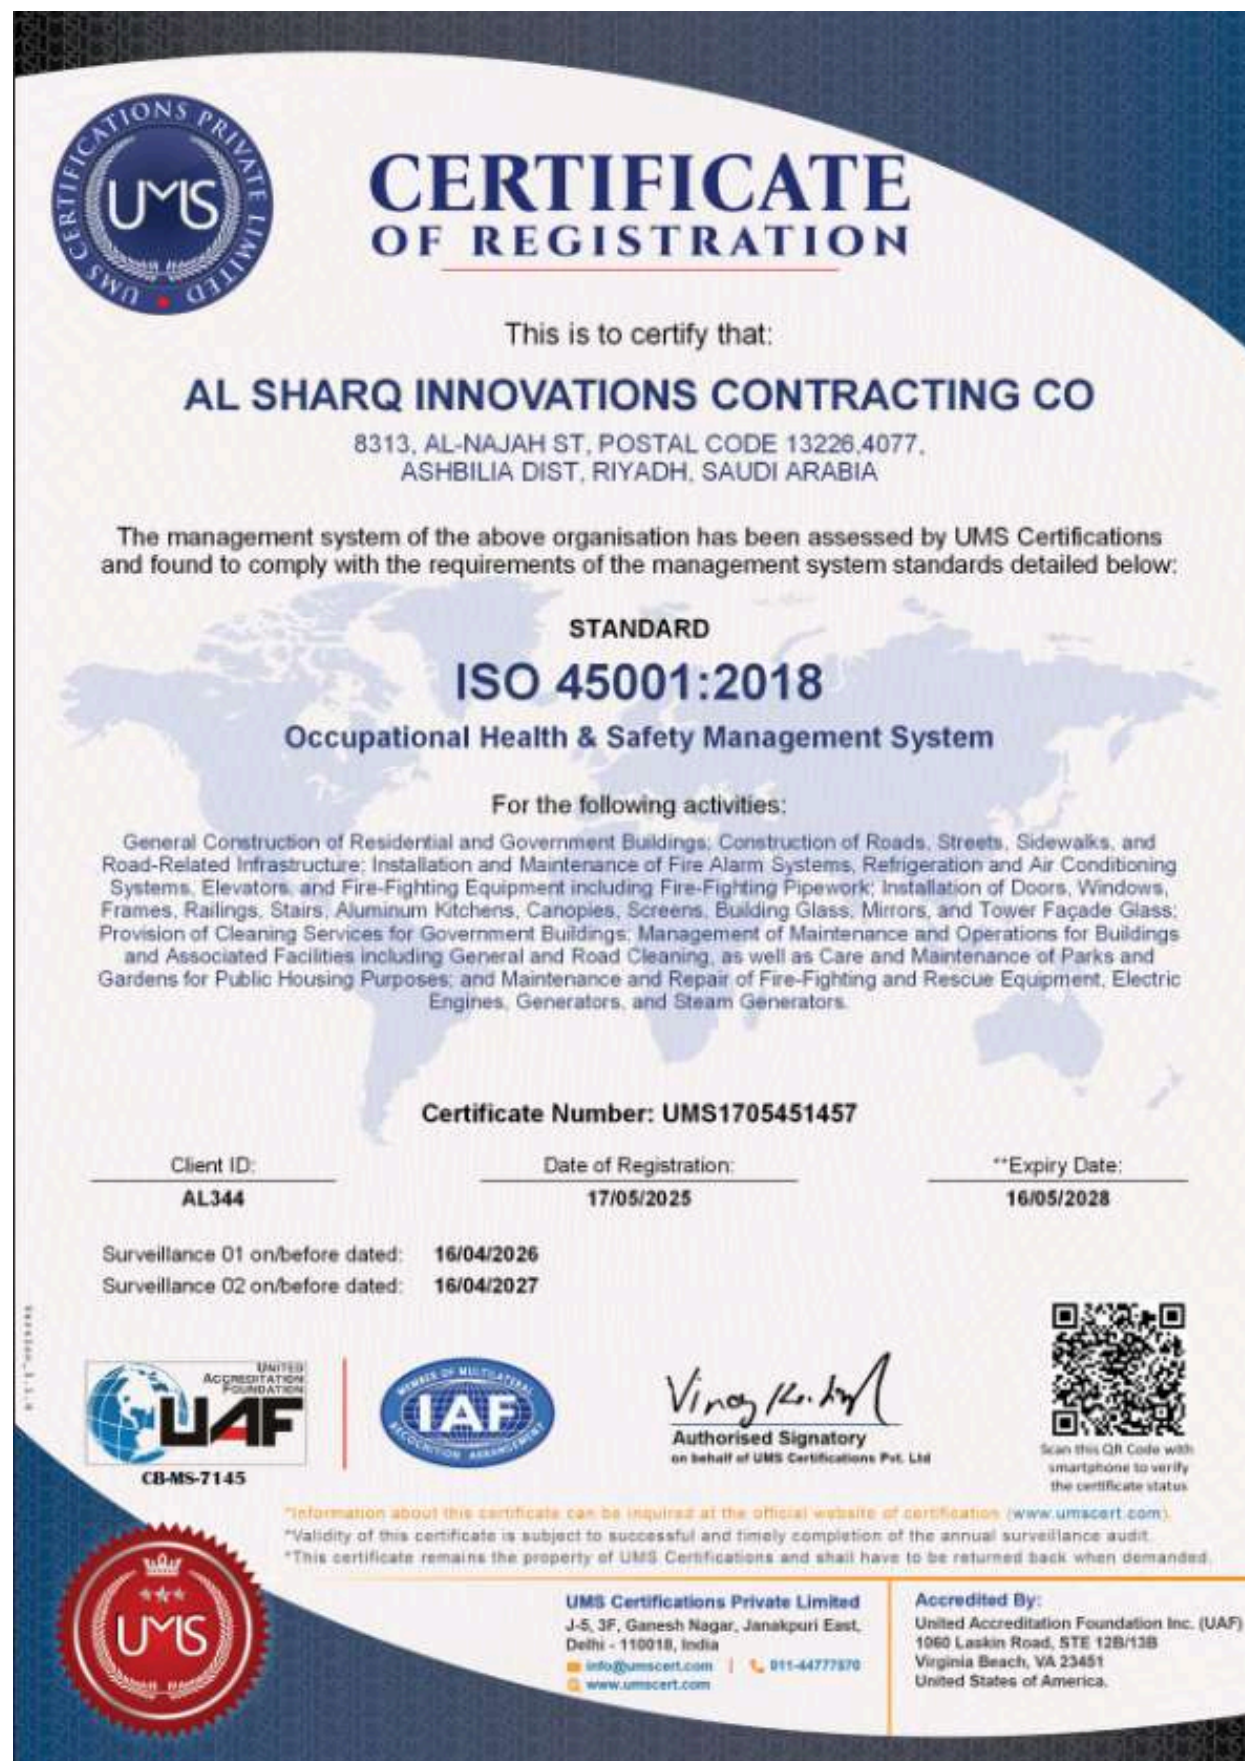 UMS CERTIFICATIONS PRIVATE LIMITED
UMS
CERTIFICATE
OF REGISTRATION
This is to certify that:
AL SHARQ INNOVATIONS CONTRACTING CO
8313, AL-NAJAH ST, POSTAL CODE 13226,4077,
ASHBILIA DIST, RIYADH, SAUDI ARABIA
The management system of the above organisation has been assessed by UMS Certifications
and found to comply with the requirements of the management system standards detailed below:
STANDARD
ISO 45001:2018
Occupational Health & Safety Management System
For the following activities:
General Construction of Residential and Government Buildings; Construction of Roads, Streets, Sidewalks, and
Road-Related Infrastructure; Installation and Maintenance of Fire Alarm Systems, Refrigeration and Air Conditioning
Systems, Elevators, and Fire-Fighting Equipment including Fire-Fighting Pipework; Installation of Doors, Windows,
Frames, Railings, Stairs, Aluminum Kitchens, Canopies, Screens, Building Glass, Mirrors, and Tower Façade Glass;
Provision of Cleaning Services for Government Buildings; Management of Maintenance and Operations for Buildings
and Associated Facilities including General and Road Cleaning, as well as Care and Maintenance of Parks and
Gardens for Public Housing Purposes; and Maintenance and Repair of Fire-Fighting and Rescue Equipment, Electric
Engines, Generators, and Steam Generators.
Certificate Number: UMS1705451457
Client ID:
AL344
Date of Registration:
17/05/2025
**Expiry Date:
16/05/2028
Surveillance 01 on/before dated: 16/04/2026
Surveillance 02 on/before dated: 16/04/2027
UNITED
ACCREDITATION
FOUNDATION
UAF
CB-MS-7145
MEMBER OF MULTILATERAL
IAF
RECOGNITION ARRANGEMENT
Authorised Signatory
on behalf of UMS Certifications Pvt. Ltd
Scan this QR Code with
smartphone to verify
the certificate status
*Information about this certificate can be inquired at the official website of certification (www.umscert.com).
*Validity of this certificate is subject to successful and timely completion of the annual surveillance audit.
*This certificate remains the property of UMS Certifications and shall have to be returned back when demanded.
UMS
UMS Certifications Private Limited
J-5, 3F, Ganesh Nagar, Janakpuri East,
Delhi - 110018, India
info@umscert.com | 011-44777870
www.umscert.com
Accredited By:
United Accreditation Foundation Inc. (UAF)
1060 Laskin Road, STE 12B/13B
Virginia Beach, VA 23451
United States of America.